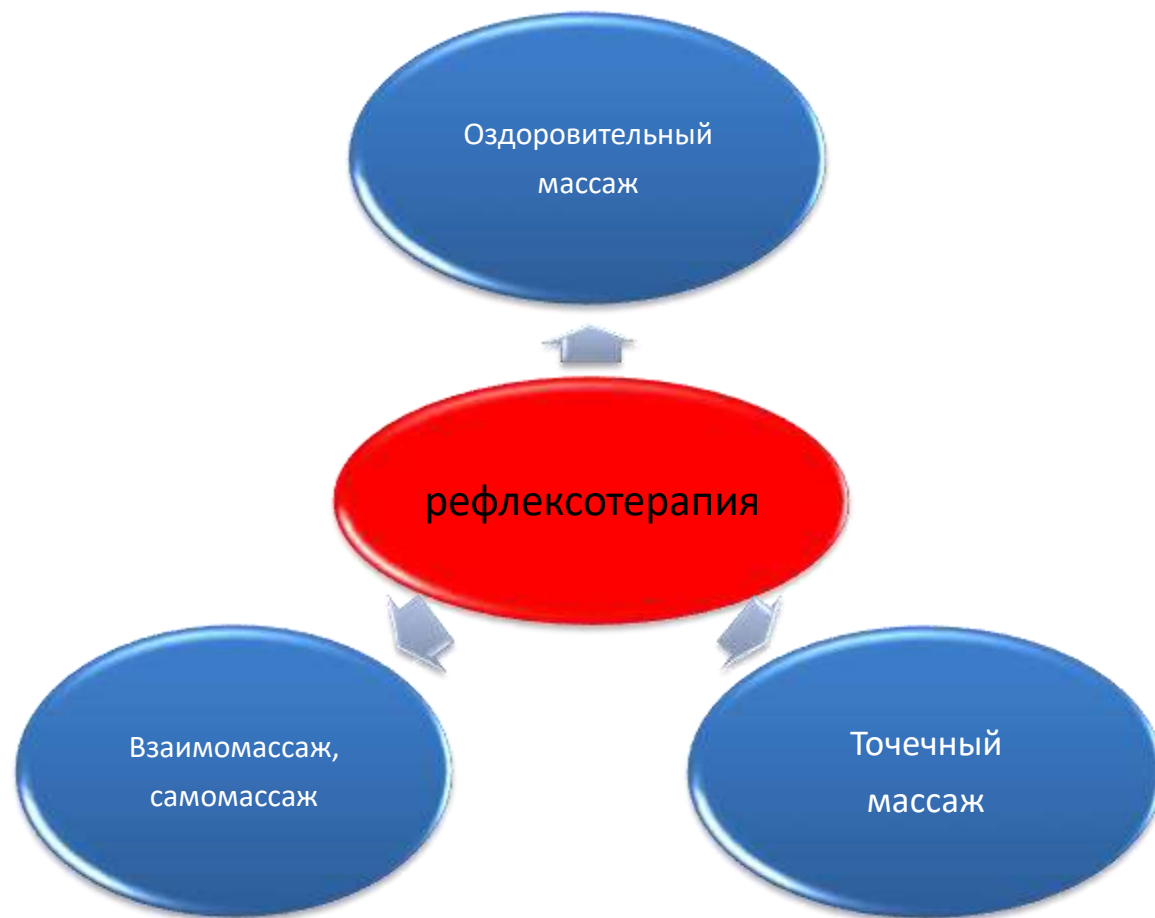 Оздоровительный
массаж
рефлексотерапия
Взаимомассаж,
самомассаж
Точечный
массаж